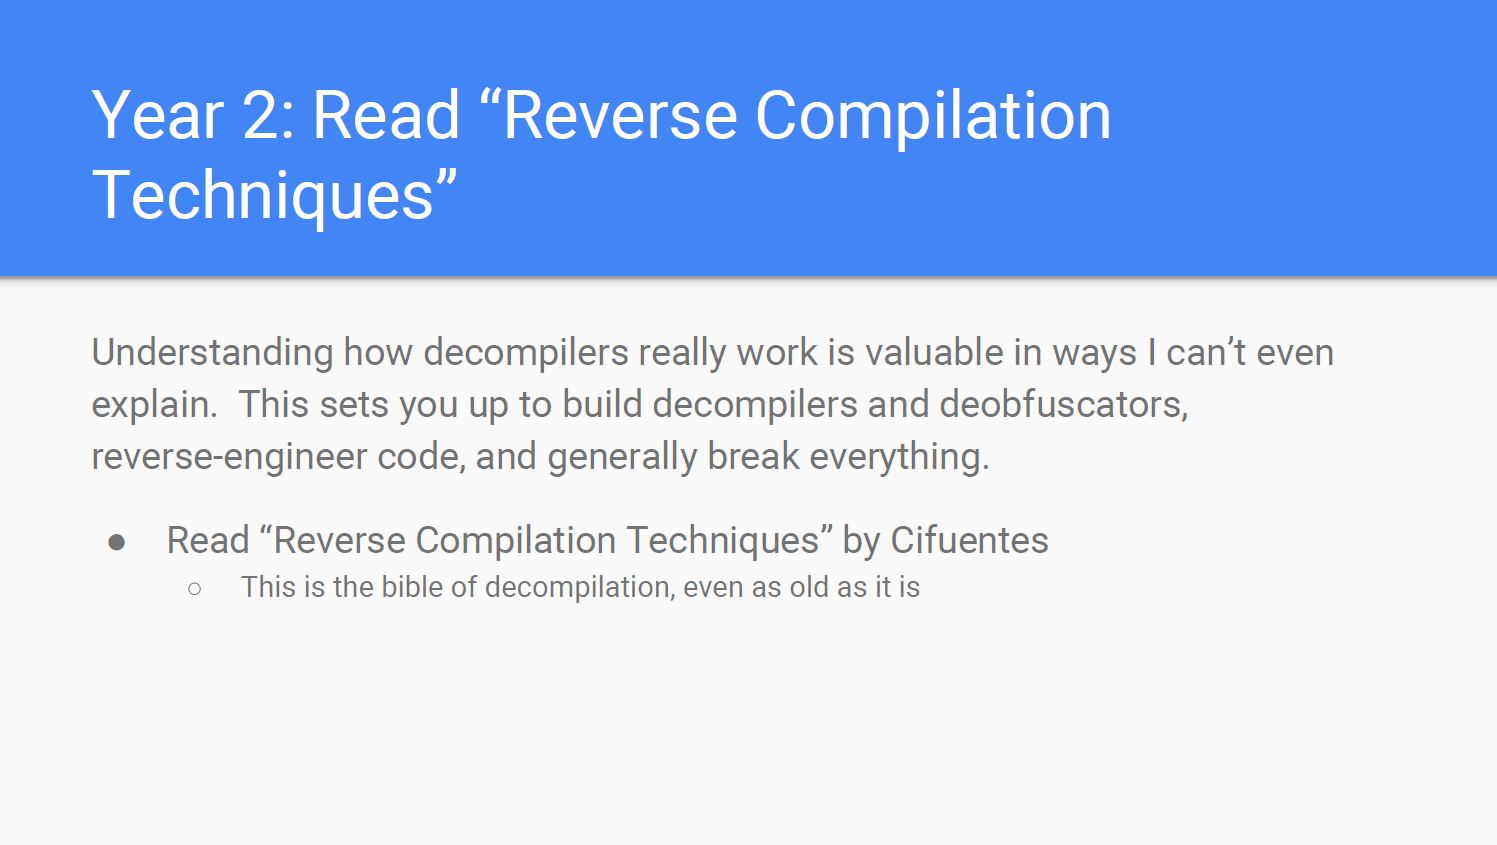 Year 2: Read “Reverse Compilation
Techniques”
Understanding how decompilers really work is valuable in ways I can’t even
explain.  This sets you up to build decompilers and deobfuscators,
reverse-engineer code, and generally break everything.
● Read “Reverse Compilation Techniques” by Cifuentes
○ This is the bible of decompilation, even as old as it is